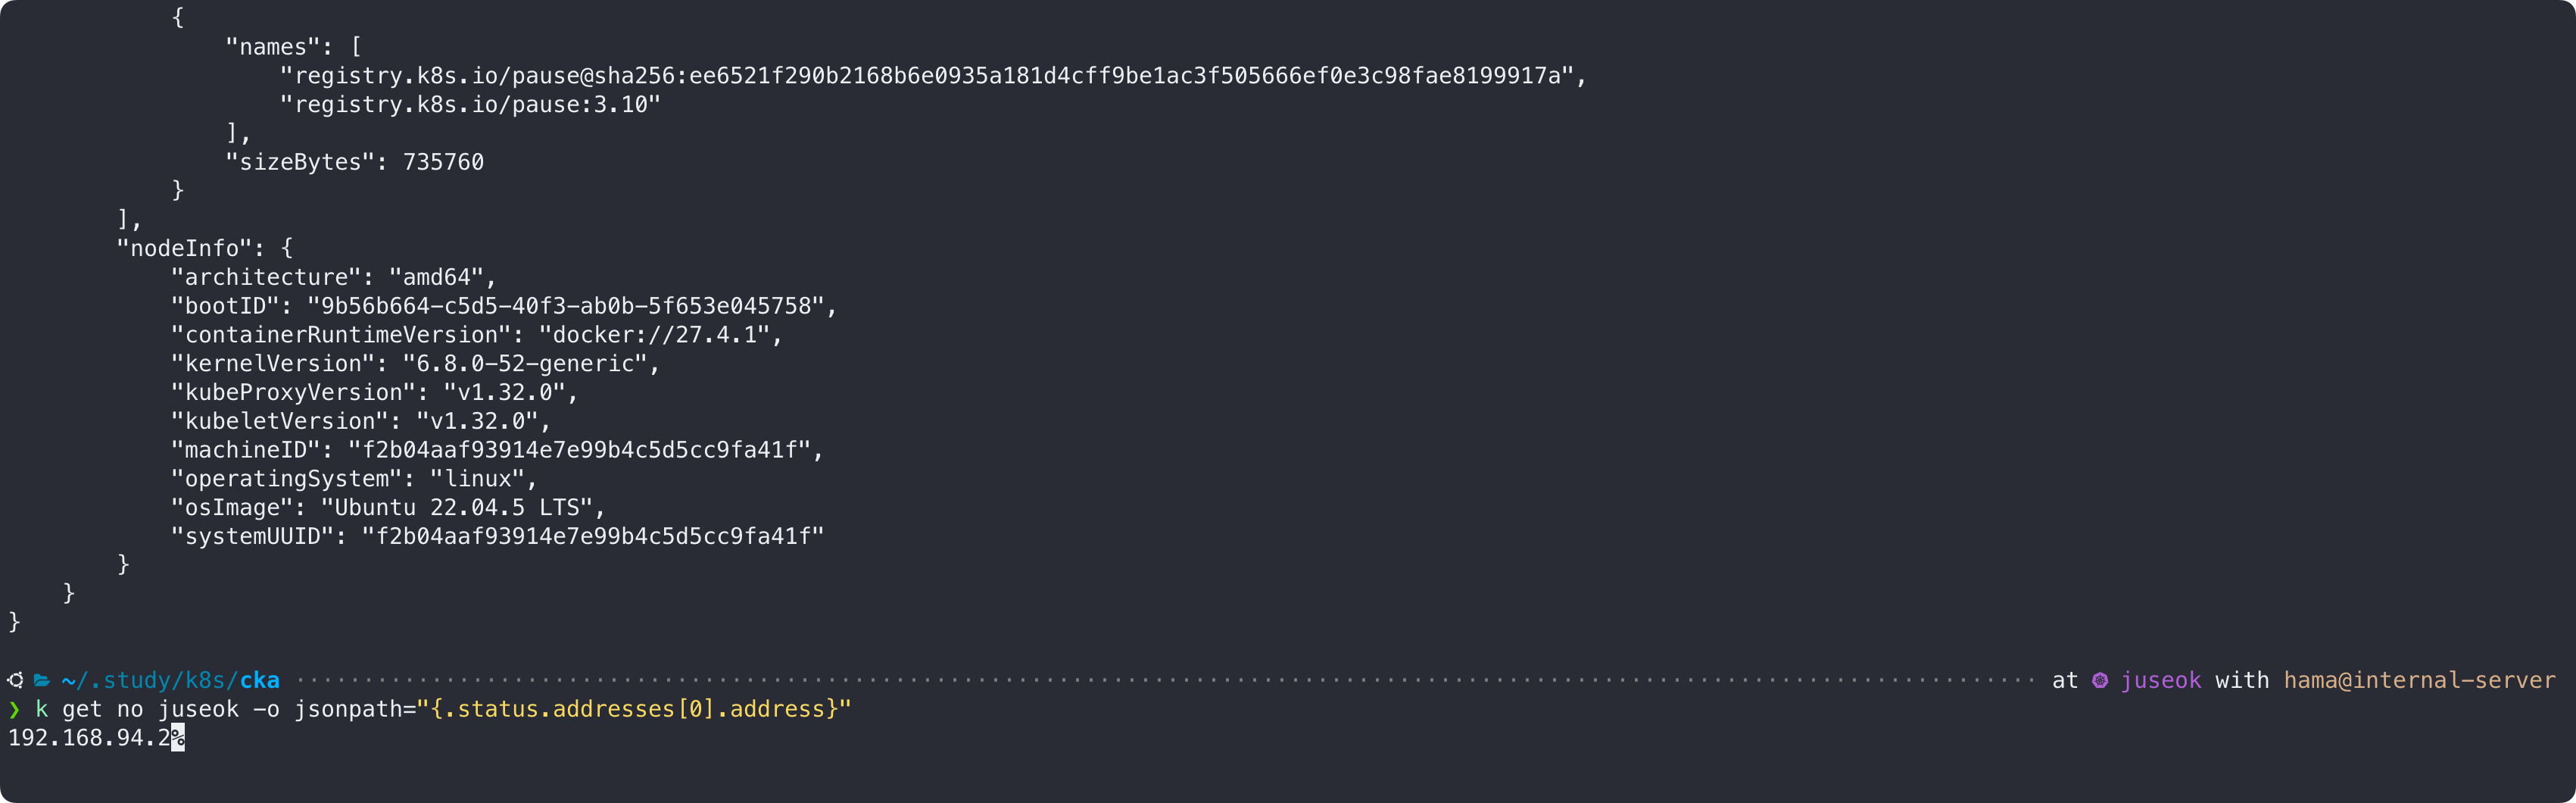 {
"names": [
"registry.k8s.io/pause@sha256:ee6521f290b2168b6e0935a181d4cff9be1ac3f505666ef0e3c98fae8199917a",
"registry.k8s.io/pause:3.10"
],
"sizeBytes": 735760
}
],
"nodeInfo": {
"architecture": "amd64",
"bootID": "9b56b664-c5d5-40f3-ab0b-5f653e045758",
"containerRuntimeVersion": "docker://27.4.1",
"kernelVersion": "6.8.0-52-generic",
"kubeProxyVersion": "v1.32.0",
"kubeletVersion": "v1.32.0",
"machineID": "f2b04aaf93914e7e99b4c5d5cc9fa41f",
"operatingSystem": "linux",
"osImage": "Ubuntu 22.04.5 LTS",
"systemUUID": "f2b04aaf93914e7e99b4c5d5cc9fa41f"
}
}
}
~/.study/k8s/cka at juseok with hama@internal-server
❯ k get no juseok -o jsonpath="{.status.addresses[0].address}"
192.168.94.2%